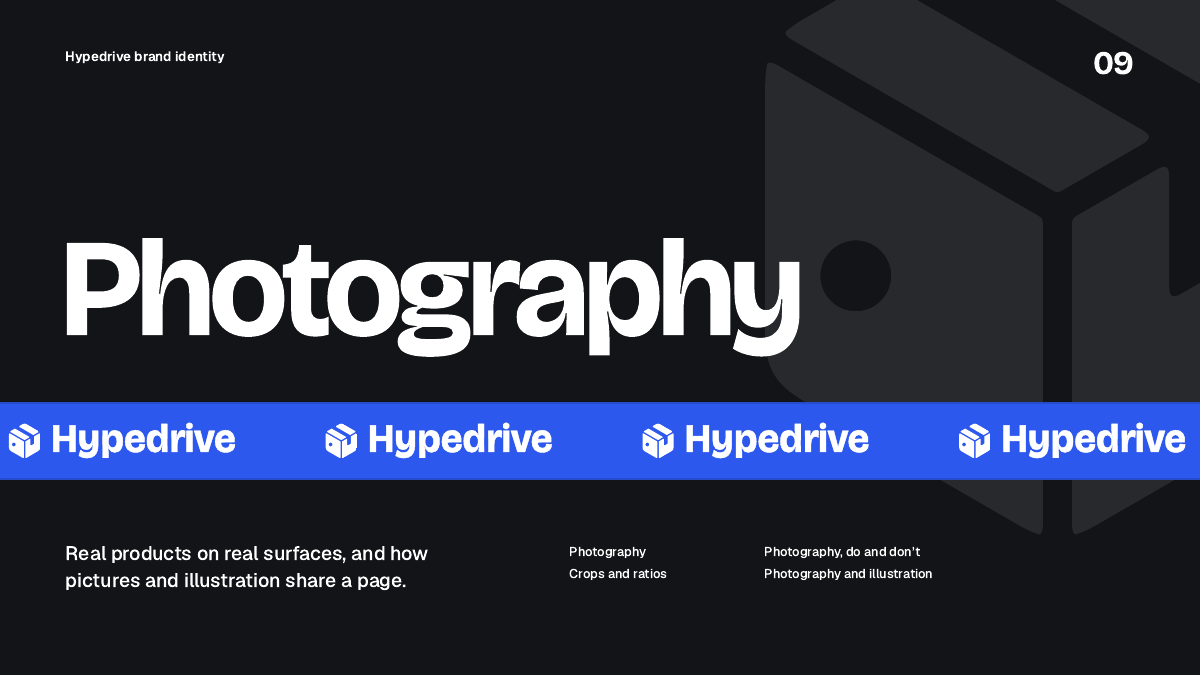 Hypedrive brand identity
09
Photography
Hypedrive Hypedrive Hypedrive Hypedrive
Real products on real surfaces, and how
pictures and illustration share a page.
Photography
Crops and ratios
Photography, do and don't
Photography and illustration